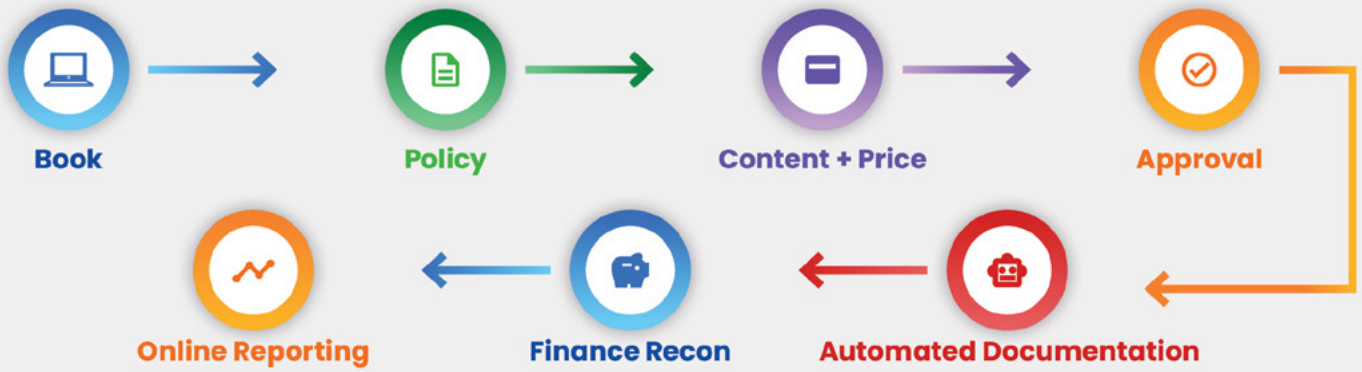 Book
Policy
Content + Price
Approval
Online Reporting
Finance Recon
Automated Documentation